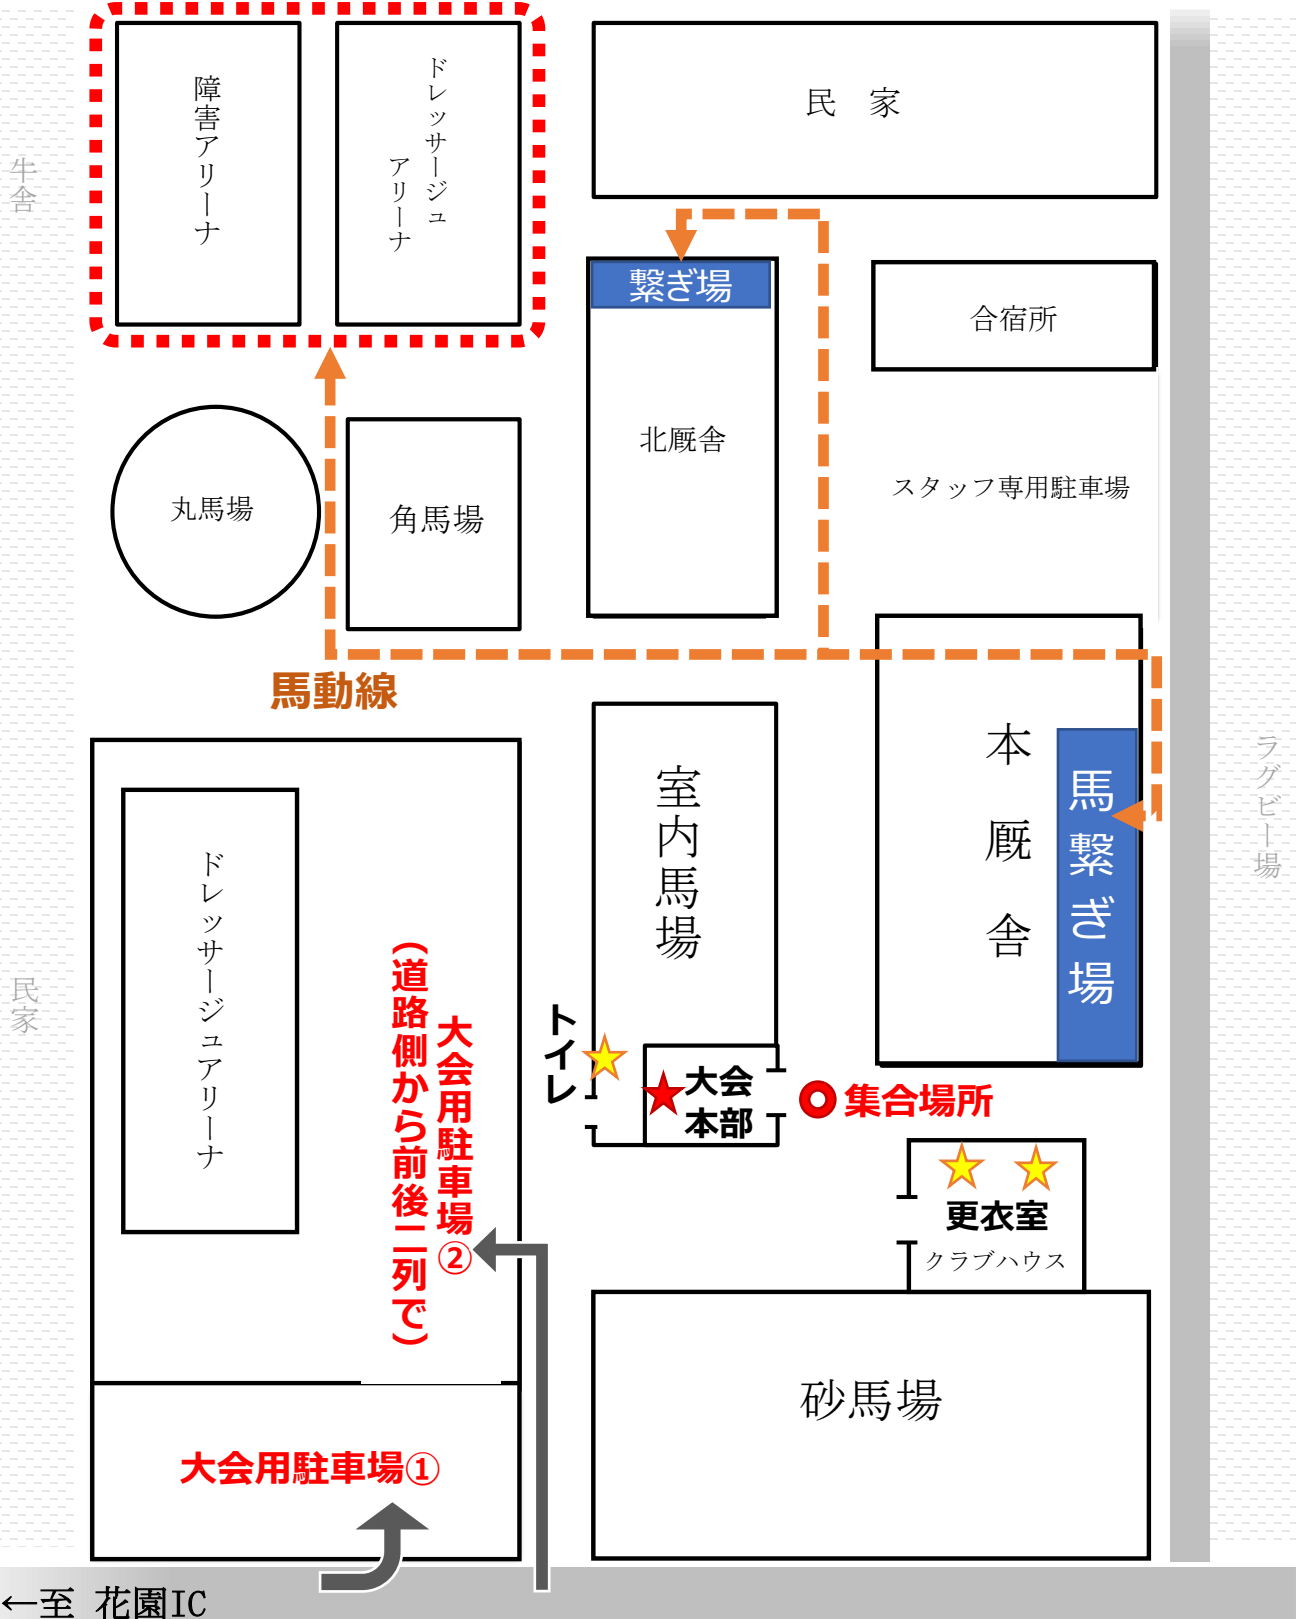 障害アリーナ
ドレッサージュ
アリーナ
民　家
牛舎
繋ぎ場
合宿所
北厩舎
スタッフ専用駐車場
丸馬場
角馬場
馬動線
本厩舎
馬繋ぎ場
室内馬場
ラグビー場
ドレッサージュアリーナ
民家
大会用駐車場②
（道路側から前後二列で）
トイレ
大会
本部
集合場所
更衣室
クラブハウス
砂馬場
大会用駐車場①
←至 花園IC